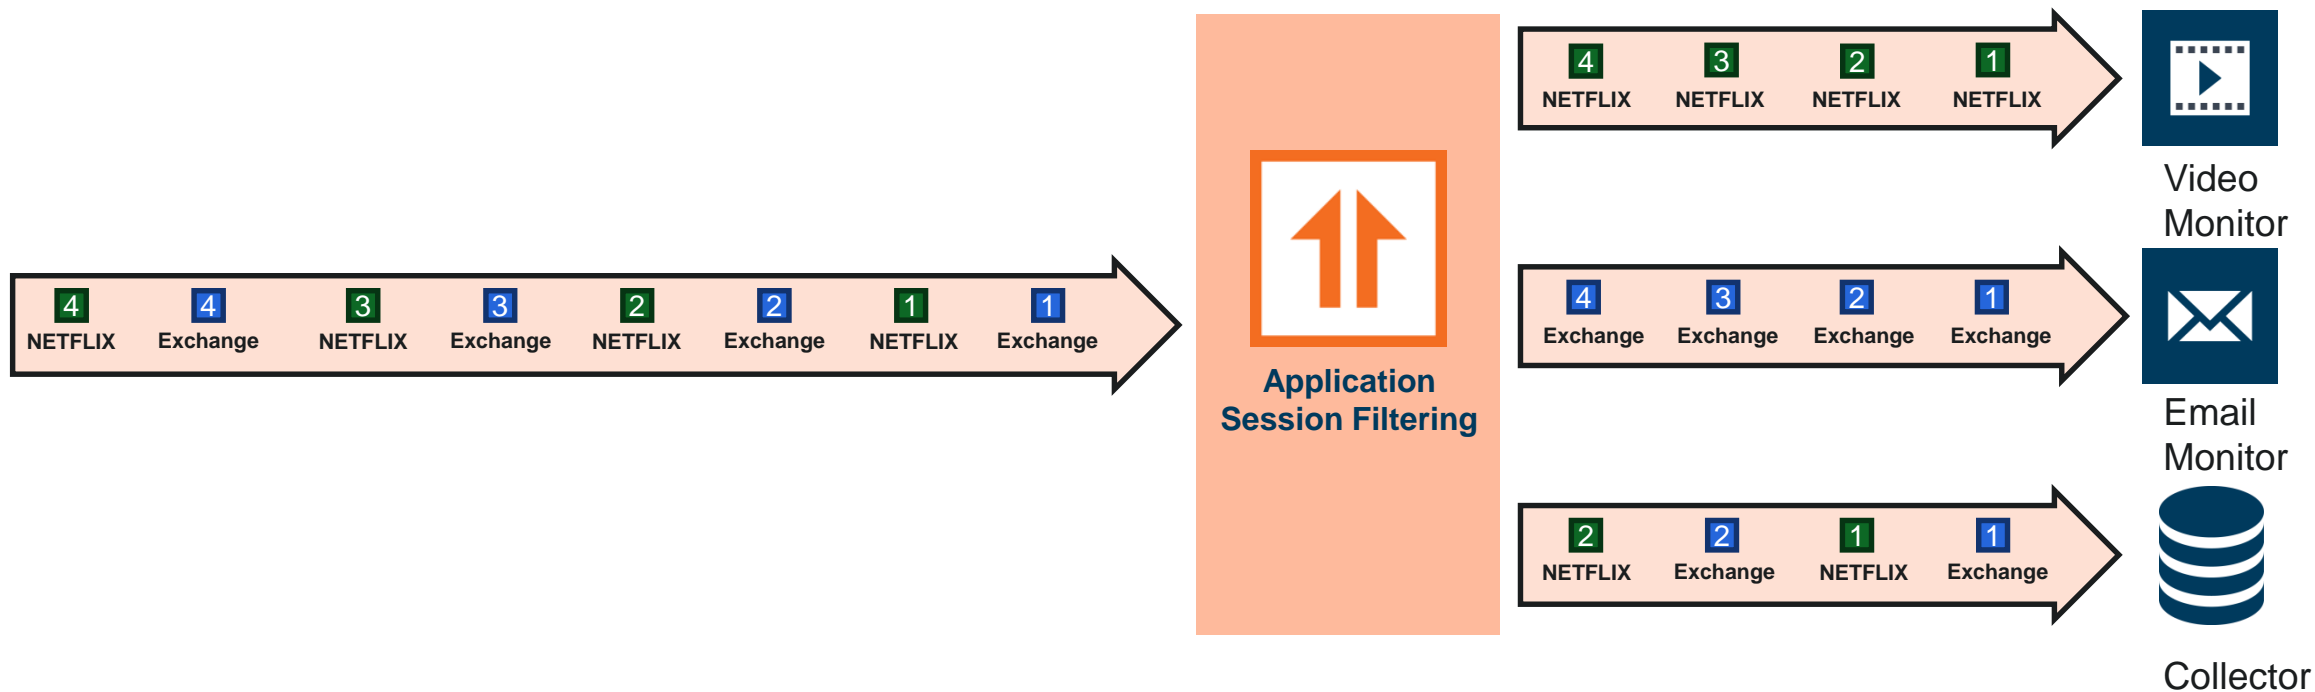 4 4 3 3 2 2 1 1
NETFLIX Exchange NETFLIX Exchange NETFLIX Exchange NETFLIX Exchange
Application
Session Filtering
4 3 2 1
NETFLIX NETFLIX NETFLIX NETFLIX
Video
Monitor
4 3 2 1
Exchange Exchange Exchange Exchange
Email
Monitor
2 2 1 1
NETFLIX Exchange NETFLIX Exchange
Collector